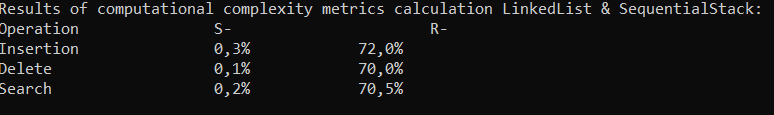 Results of computational complexity metrics calculation LinkedList & SequentialStack:
Operation S- R-
Insertion 0,3% 72,0%
Delete 0,1% 70,0%
Search 0,2% 70,5%